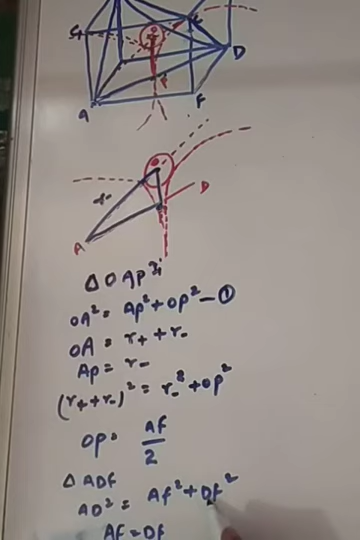 G
D
A
F
r-
D
A
Δ OAP में
OA² = AP² + OP² — ①
OA = r₊ + r₋
AP = r₋
(r₊+r₋)² = r₋² + OP²
OP = AF/2
Δ ADF
AD² = AF² + DF²
AF = DF